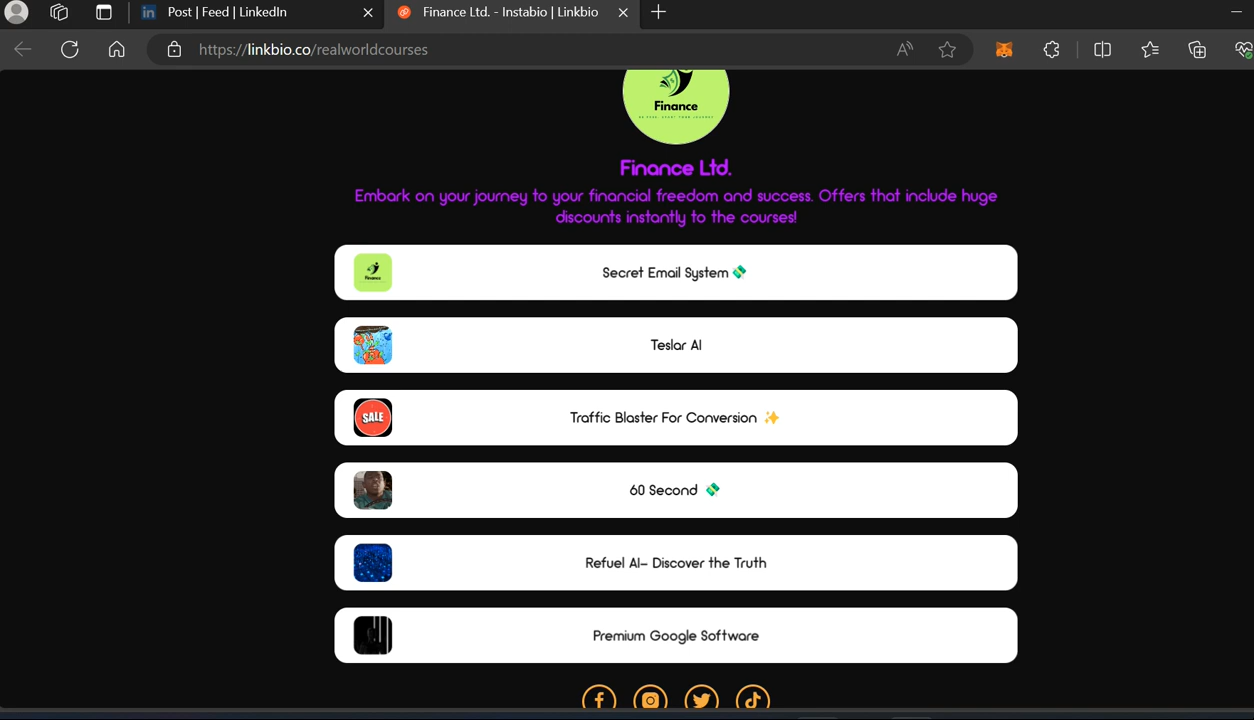 Post | Feed | LinkedIn
Finance Ltd. - Instabio | Linkbio
https://linkbio.co/realworldcourses
Finance
Finance Ltd.
Embark on your journey to your financial freedom and success. Offers that include huge
discounts instantly to the courses!
Finance
Secret Email System 💸
Teslar AI
SALE
Traffic Blaster For Conversion ✨
60 Second 💸
Refuel AI– Discover the Truth
Premium Google Software